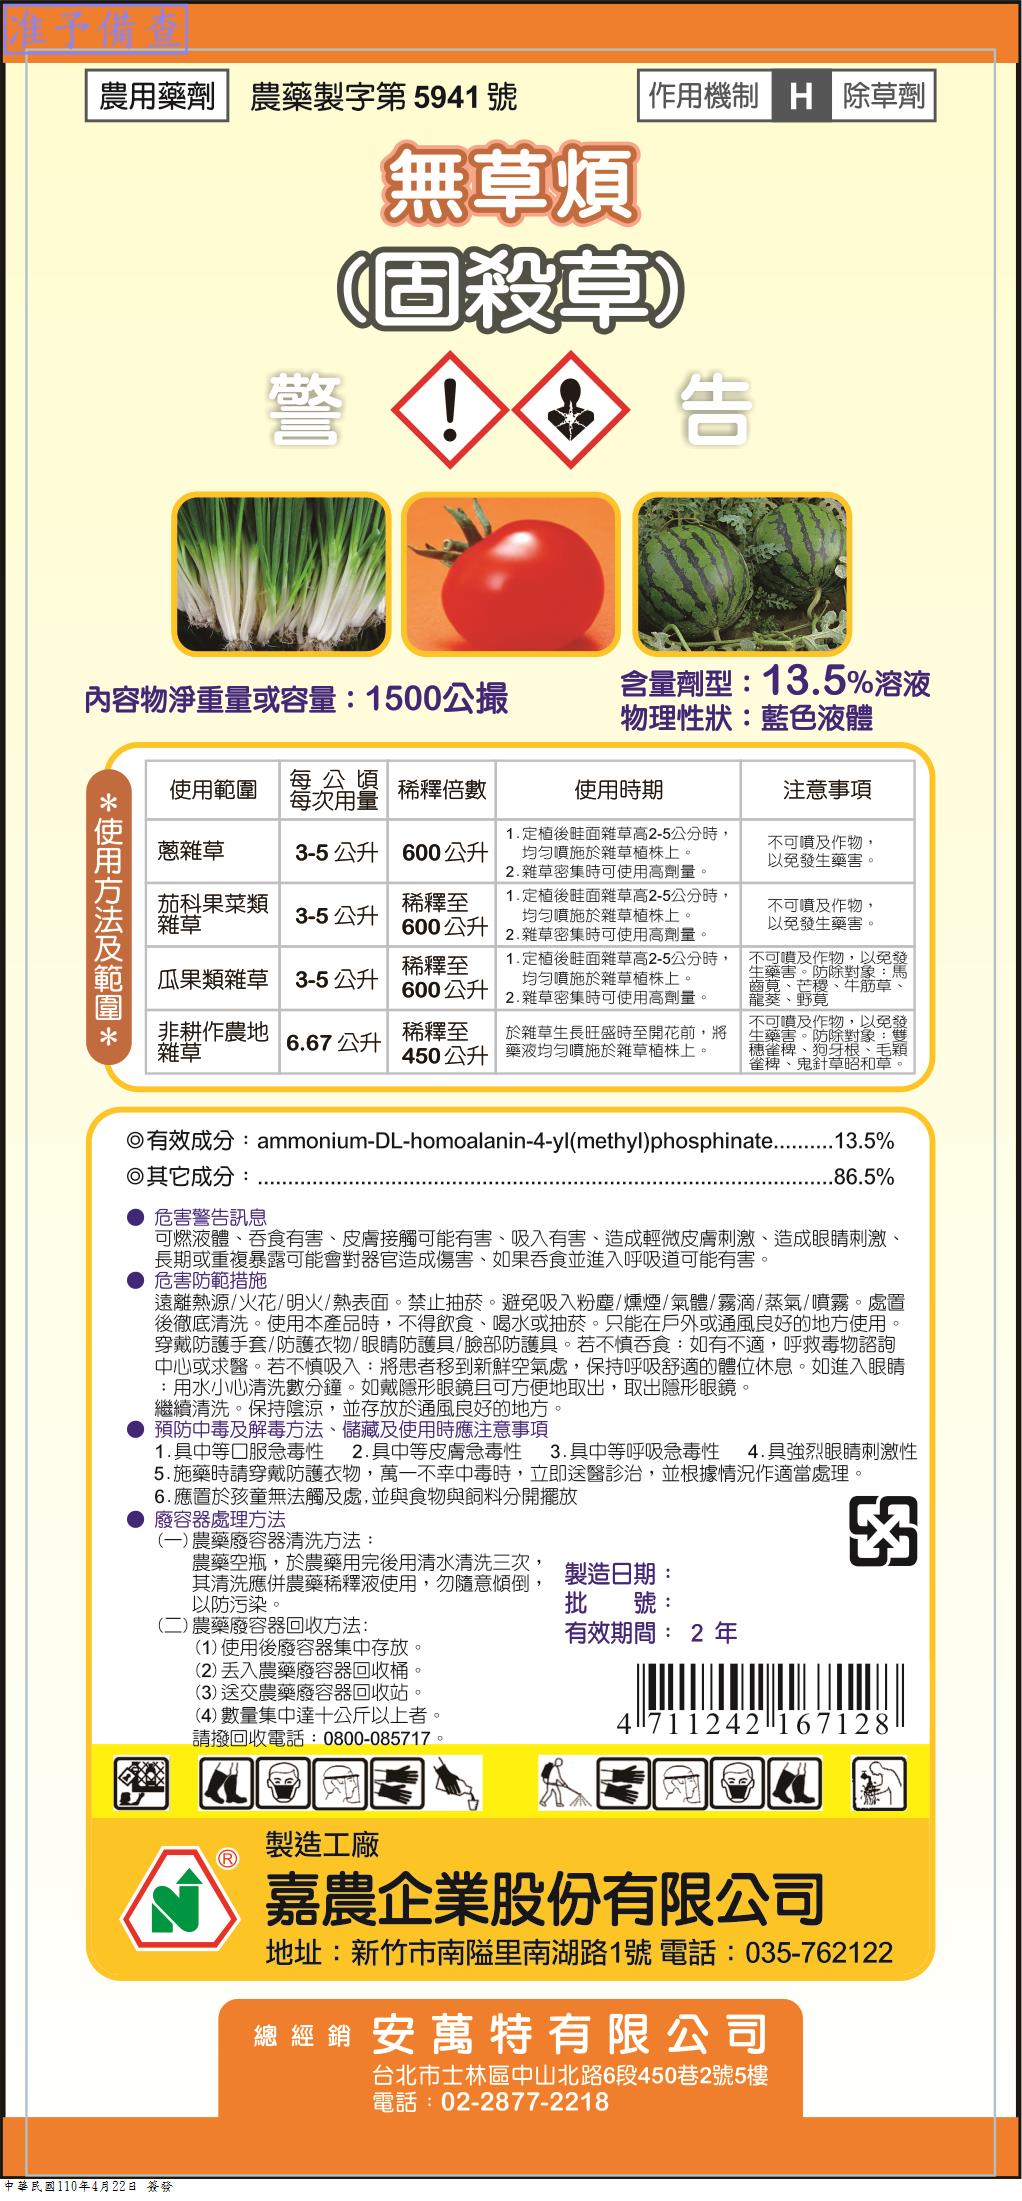 准予備查
農用藥劑 農藥製字第 5941 號 作用機制 H 除草劑
無草煩
(固殺草)
警 告
內容物淨重量或容量：1500公撮
含量劑型：13.5%溶液
物理性狀：藍色液體
＊使用方法及範圍＊
使用範圍 每公頃每次用量 稀釋倍數 使用時期 注意事項
蔥雜草 3-5 公升 600 公升
1.定植後畦面雜草高2-5公分時，
均勻噴施於雜草植株上。
2.雜草密集時可使用高劑量。
不可噴及作物，
以免發生藥害。
茄科果菜類
雜草
3-5 公升
稀釋至
600 公升
1.定植後畦面雜草高2-5公分時，
均勻噴施於雜草植株上。
2.雜草密集時可使用高劑量。
不可噴及作物，
以免發生藥害。
瓜果類雜草 3-5 公升
稀釋至
600 公升
1.定植後畦面雜草高2-5公分時，
均勻噴施於雜草植株上。
2.雜草密集時可使用高劑量。
不可噴及作物，以免發
生藥害。防除對象：馬
齒莧、芒稷、牛筋草、
龍葵、野莧
非耕作農地
雜草
6.67 公升
稀釋至
450 公升
於雜草生長旺盛時至開花前，將
藥液均勻噴施於雜草植株上。
不可噴及作物，以免發
生藥害。防除對象：雙
穗雀稗、狗牙根、毛穎
雀稗、鬼針草昭和草。
◎有效成分：ammonium-DL-homoalanin-4-yl(methyl)phosphinate..........13.5%
◎其它成分：...............................................................................................86.5%
● 危害警告訊息
可燃液體、吞食有害、皮膚接觸可能有害、吸入有害、造成輕微皮膚刺激、造成眼睛刺激、
長期或重複暴露可能會對器官造成傷害、如果吞食並進入呼吸道可能有害。
● 危害防範措施
遠離熱源/火花/明火/熱表面。禁止抽菸。避免吸入粉塵/燻煙/氣體/霧滴/蒸氣/噴霧。處置
後徹底清洗。使用本產品時，不得飲食、喝水或抽菸。只能在戶外或通風良好的地方使用。
穿戴防護手套/防護衣物/眼睛防護具/臉部防護具。若不慎吞食：如有不適，呼救毒物諮詢
中心或求醫。若不慎吸入：將患者移到新鮮空氣處，保持呼吸舒適的體位休息。如進入眼睛
：用水小心清洗數分鐘。如戴隱形眼鏡且可方便地取出，取出隱形眼鏡。
繼續清洗。保持陰涼，並存放於通風良好的地方。
● 預防中毒及解毒方法、儲藏及使用時應注意事項
1.具中等口服急毒性 2.具中等皮膚急毒性 3.具中等呼吸急毒性 4.具強烈眼睛刺激性
5.施藥時請穿戴防護衣物，萬一不幸中毒時，立即送醫診治，並根據情況作適當處理。
6.應置於孩童無法觸及處,並與食物與飼料分開擺放
● 廢容器處理方法
(一)農藥廢容器清洗方法：
農藥空瓶，於農藥用完後用清水清洗三次，
其清洗應併農藥稀釋液使用，勿隨意傾倒，
以防污染。
(二)農藥廢容器回收方法:
(1)使用後廢容器集中存放。
(2)丟入農藥廢容器回收桶。
(3)送交農藥廢容器回收站。
(4)數量集中達十公斤以上者。
請撥回收電話：0800-085717。
製造日期：
批 號：
有效期間： 2 年
4 711242 167128
®
製造工廠
嘉農企業股份有限公司
地址：新竹市南隘里南湖路1號 電話：035-762122
總經銷 安萬特有限公司
台北市士林區中山北路6段450巷2號5樓
電話：02-2877-2218
中華民國110年4月22日 簽發